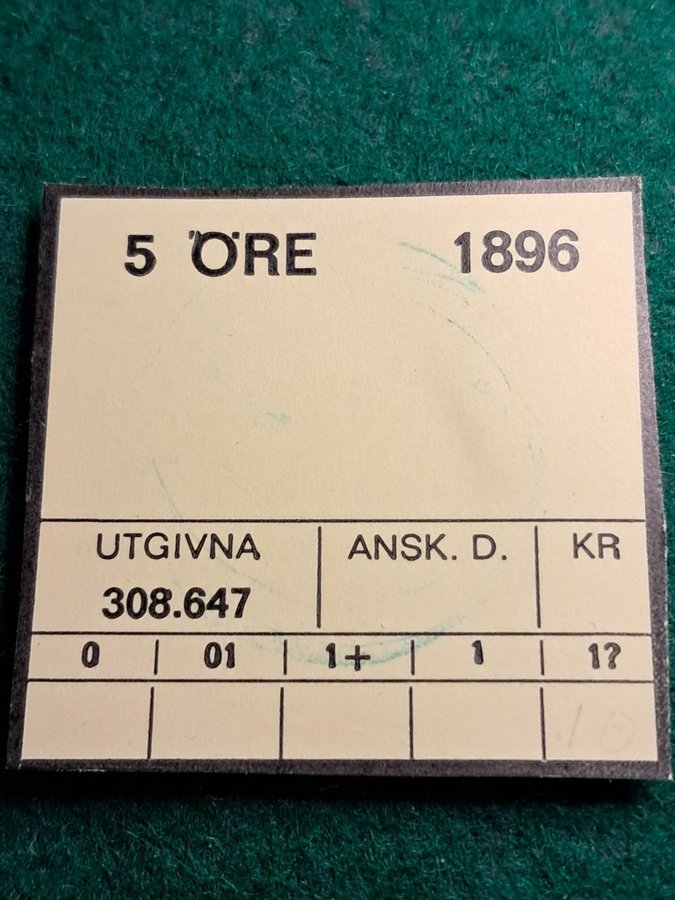 5 ÖRE 1896
UTGIVNA ANSK. D. KR
308.647
0 01 1+ 1 1?